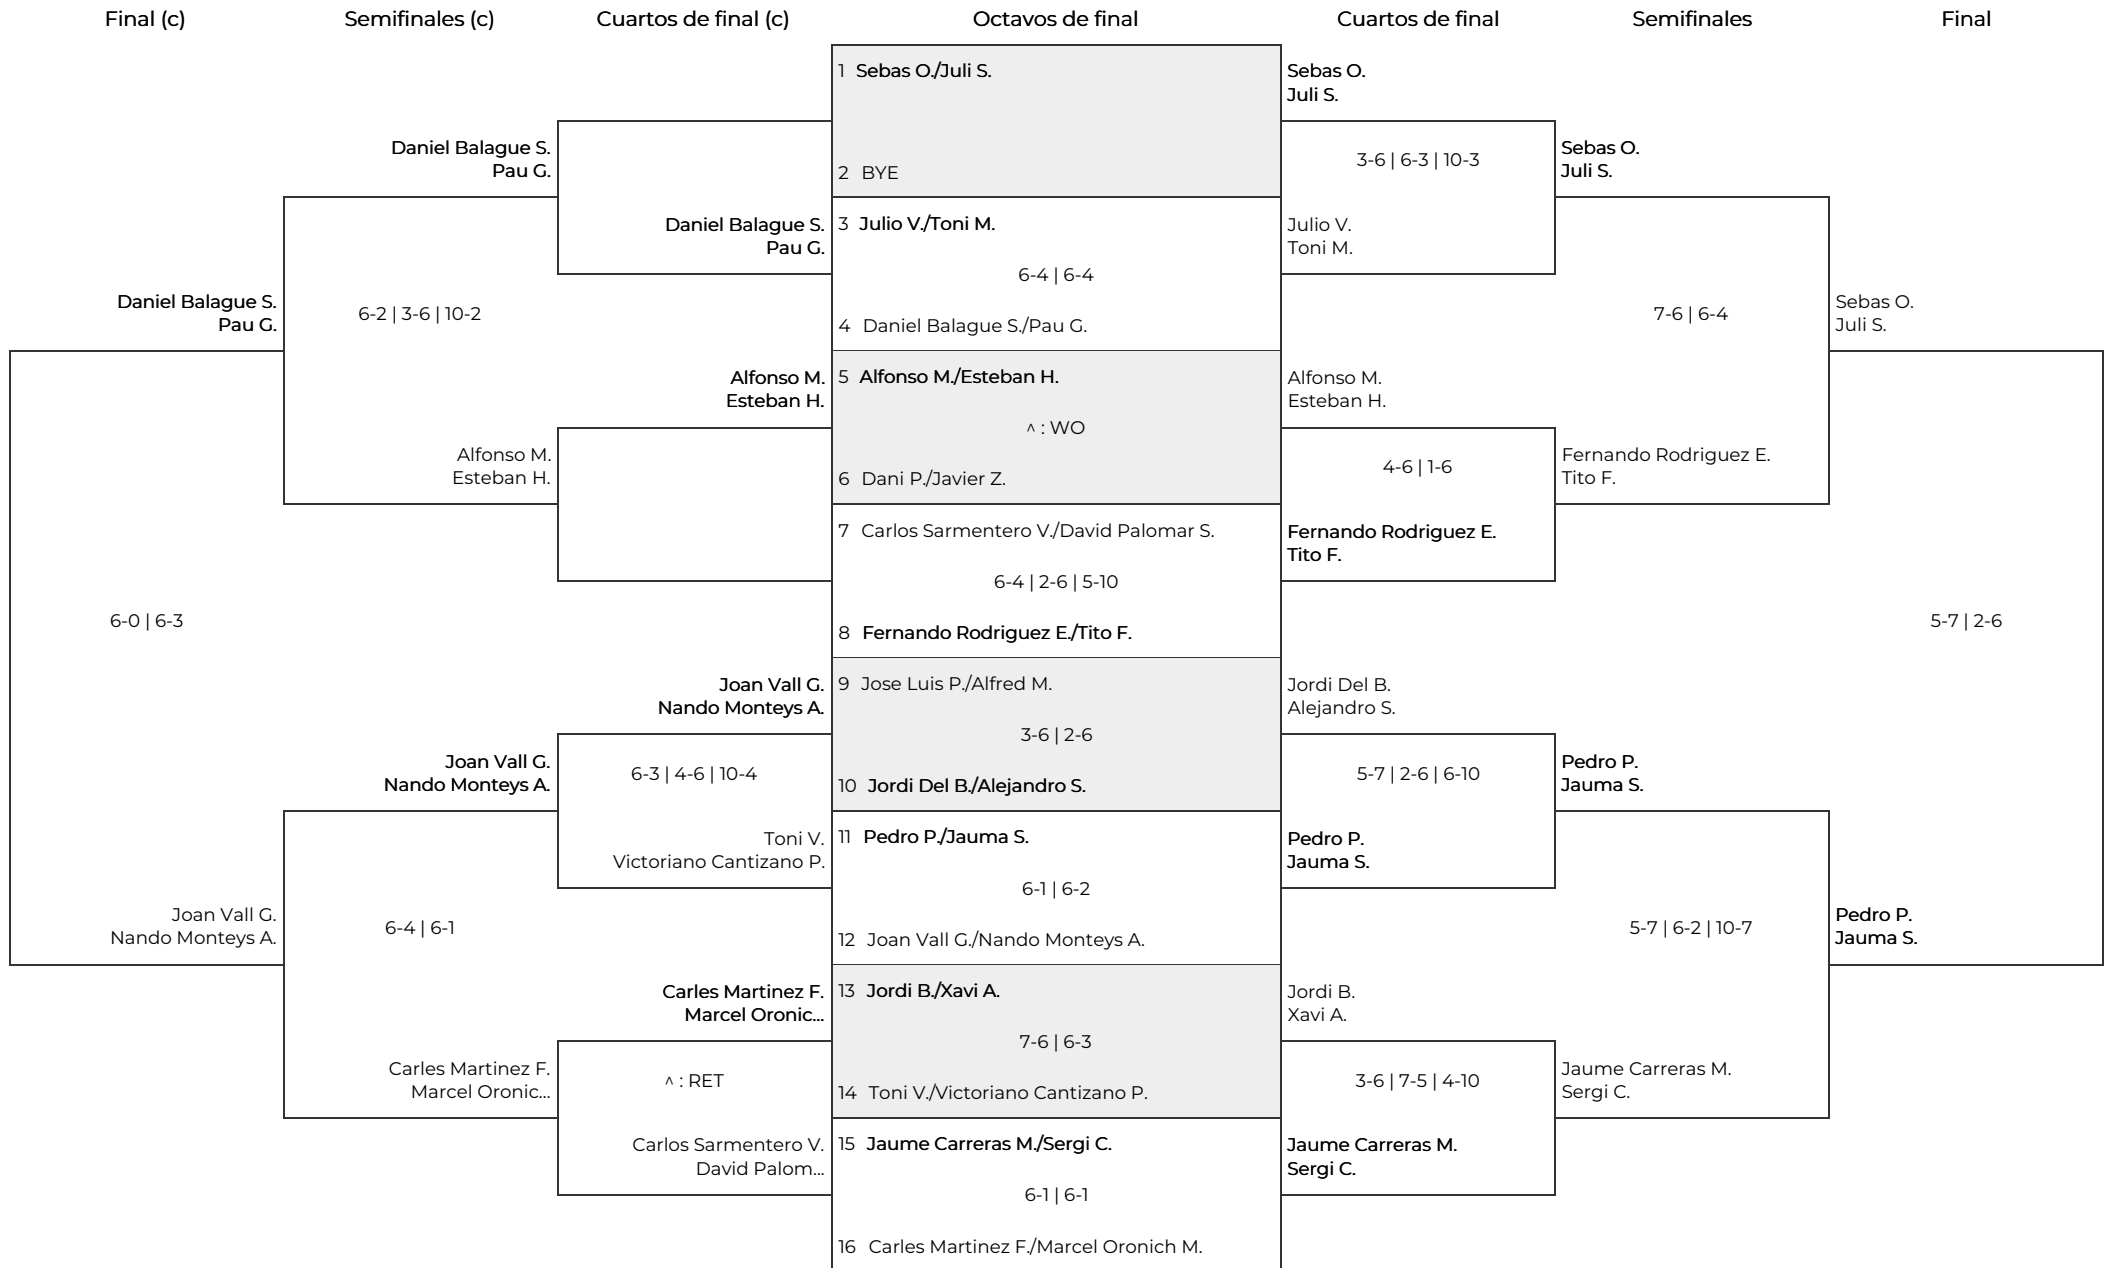 Final (c)
Semifinales (c)
Cuartos de final (c)
Octavos de final
Cuartos de final
Semifinales
Final
Daniel Balague S.
Pau G.
6-0 | 6-3
Joan Vall G.
Nando Monteys A.
Daniel Balague S.
Pau G.
6-2 | 3-6 | 10-2
Alfonso M.
Esteban H.
Joan Vall G.
Nando Monteys A.
6-4 | 6-1
Carles Martinez F.
Marcel Oronic...
Daniel Balague S.
Pau G.
Alfonso M.
Esteban H.
Joan Vall G.
Nando Monteys A.
6-3 | 4-6 | 10-4
Toni V.
Victoriano Cantizano P.
Carles Martinez F.
Marcel Oronic...
^ : RET
Carlos Sarmentero V.
David Palom...
1 Sebas O./Juli S.
2 BYE
3 Julio V./Toni M.
6-4 | 6-4
4 Daniel Balague S./Pau G.
5 Alfonso M./Esteban H.
^ : WO
6 Dani P./Javier Z.
7 Carlos Sarmentero V./David Palomar S.
6-4 | 2-6 | 5-10
8 Fernando Rodriguez E./Tito F.
9 Jose Luis P./Alfred M.
3-6 | 2-6
10 Jordi Del B./Alejandro S.
11 Pedro P./Jauma S.
6-1 | 6-2
12 Joan Vall G./Nando Monteys A.
13 Jordi B./Xavi A.
7-6 | 6-3
14 Toni V./Victoriano Cantizano P.
15 Jaume Carreras M./Sergi C.
6-1 | 6-1
16 Carles Martinez F./Marcel Oronich M.
Sebas O.
Juli S.
3-6 | 6-3 | 10-3
Julio V.
Toni M.
Alfonso M.
Esteban H.
4-6 | 1-6
Fernando Rodriguez E.
Tito F.
Jordi Del B.
Alejandro S.
5-7 | 2-6 | 6-10
Pedro P.
Jauma S.
Jordi B.
Xavi A.
3-6 | 7-5 | 4-10
Jaume Carreras M.
Sergi C.
Sebas O.
Juli S.
7-6 | 6-4
Fernando Rodriguez E.
Tito F.
Pedro P.
Jauma S.
5-7 | 6-2 | 10-7
Jaume Carreras M.
Sergi C.
Sebas O.
Juli S.
5-7 | 2-6
Pedro P.
Jauma S.